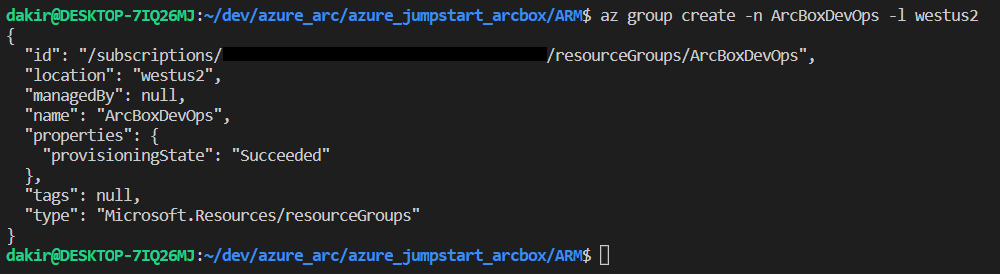 dakir@DESKTOP-7IQ26MJ:~/dev/azure_arc/azure_jumpstart_arcbox/ARM$ az group create -n ArcBoxDevOps -l westus2
{
  "id": "/subscriptions/ /resourceGroups/ArcBoxDevOps",
  "location": "westus2",
  "managedBy": null,
  "name": "ArcBoxDevOps",
  "properties": {
    "provisioningState": "Succeeded"
  },
  "tags": null,
  "type": "Microsoft.Resources/resourceGroups"
}
dakir@DESKTOP-7IQ26MJ:~/dev/azure_arc/azure_jumpstart_arcbox/ARM$